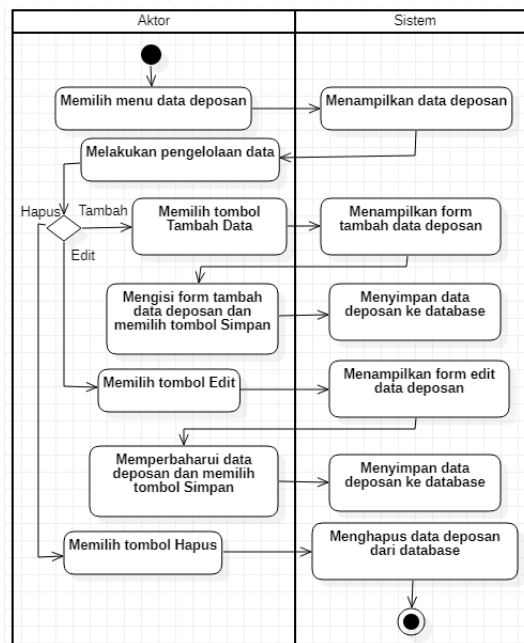 Aktor
Sistem
Memilih menu data deposan
Menampilkan data deposan
Melakukan pengelolaan data
Hapus
Tambah
Edit
Memilih tombol
Tambah Data
Menampilkan form
tambah data deposan
Mengisi form tambah
data deposan dan
memilih tombol Simpan
Menyimpan data
deposan ke database
Memilih tombol Edit
Menampilkan form edit
data deposan
Memperbaharui data
deposan dan memilih
tombol Simpan
Menyimpan data
deposan ke database
Memilih tombol Hapus
Menghapus data deposan
dari database